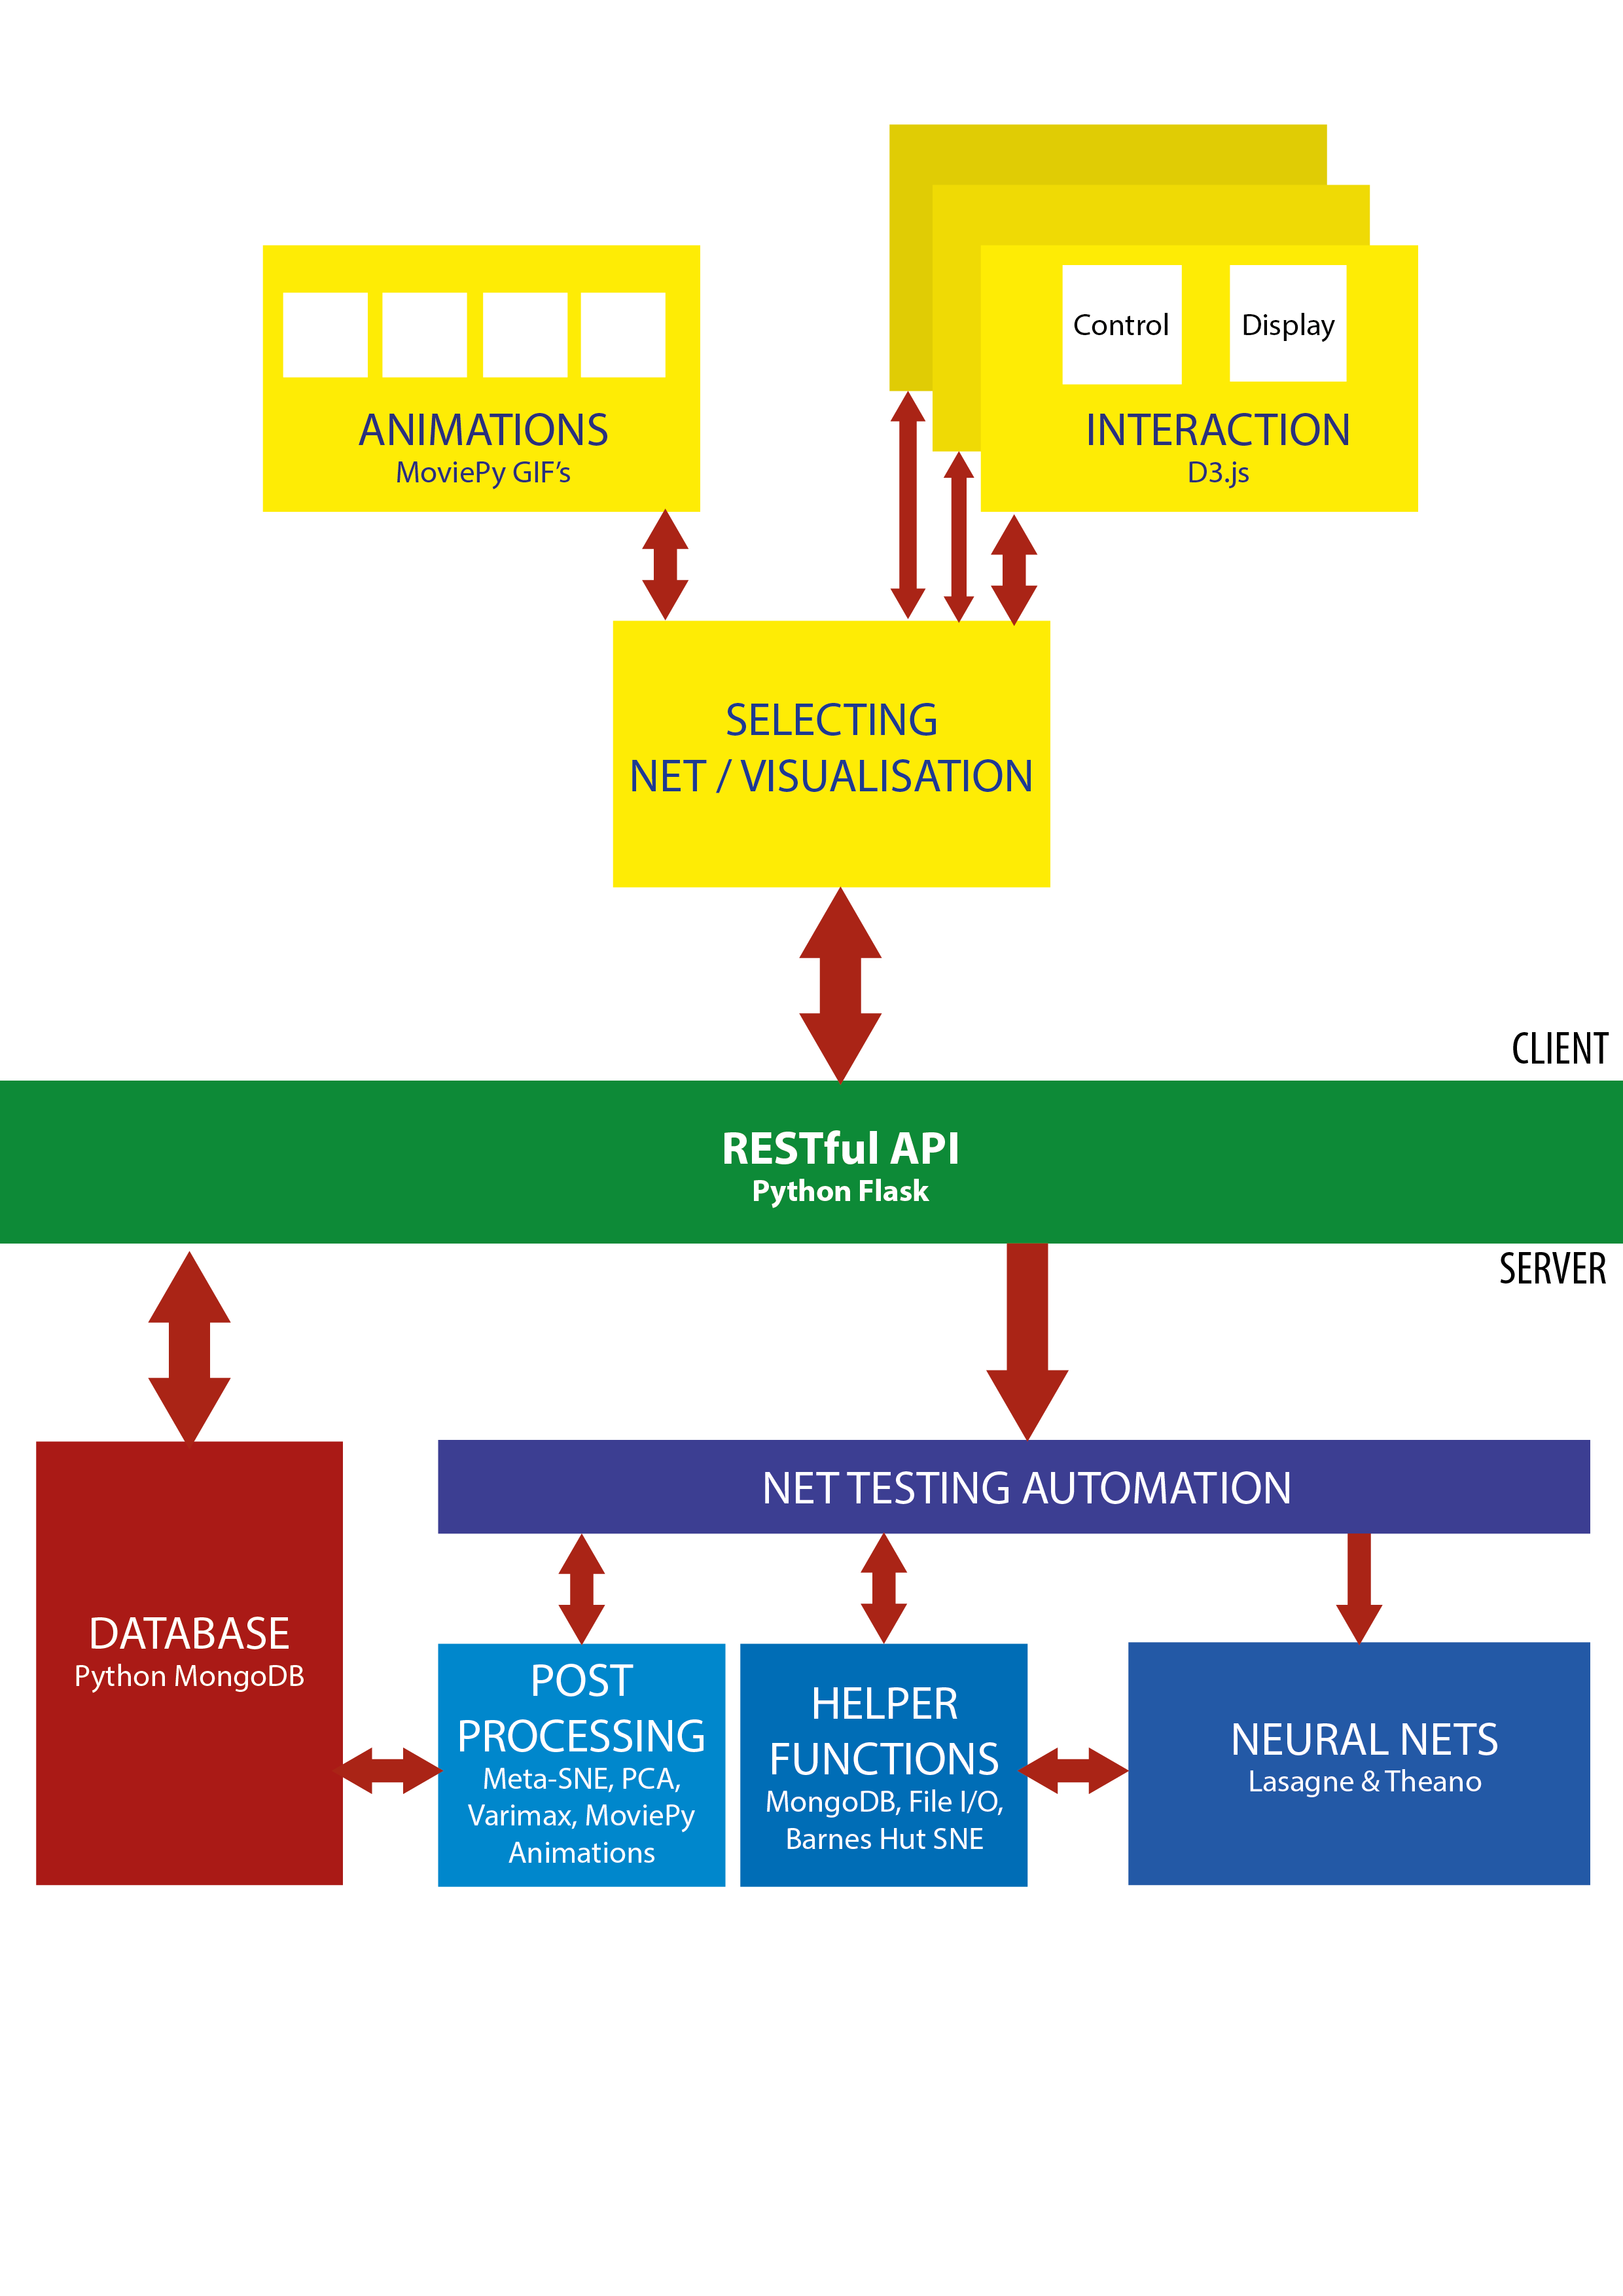 Control
Display
ANIMATIONS
MoviePy GIF’s
INTERACTION
D3.js
SELECTING
NET / VISUALISATION
CLIENT
RESTful API
Python Flask
SERVER
NET TESTING AUTOMATION
DATABASE
Python MongoDB
POST
PROCESSING
Meta-SNE, PCA,
Varimax, MoviePy
Animations
HELPER
FUNCTIONS
MongoDB, File I/O,
Barnes Hut SNE
NEURAL NETS
Lasagne & Theano